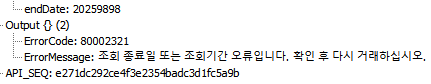 endDate: 20259898
Output {} (2)
ErrorCode: 80002321
ErrorMessage: 조회 종료일 또는 조회기간 오류입니다. 확인 후 다시 거래하십시오.
API_SEQ: e271dc292ce4f3e2354badc3d1fc5a9b